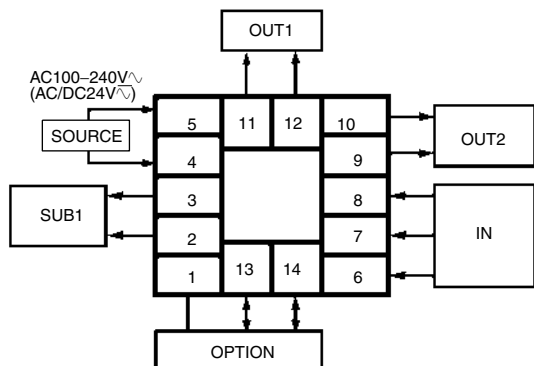 OUT1
AC100–240V∿
(AC/DC24V∿)
SOURCE
5
11
12
10
OUT2
4
9
SUB1
3
8
2
7
IN
1
13
14
6
OPTION